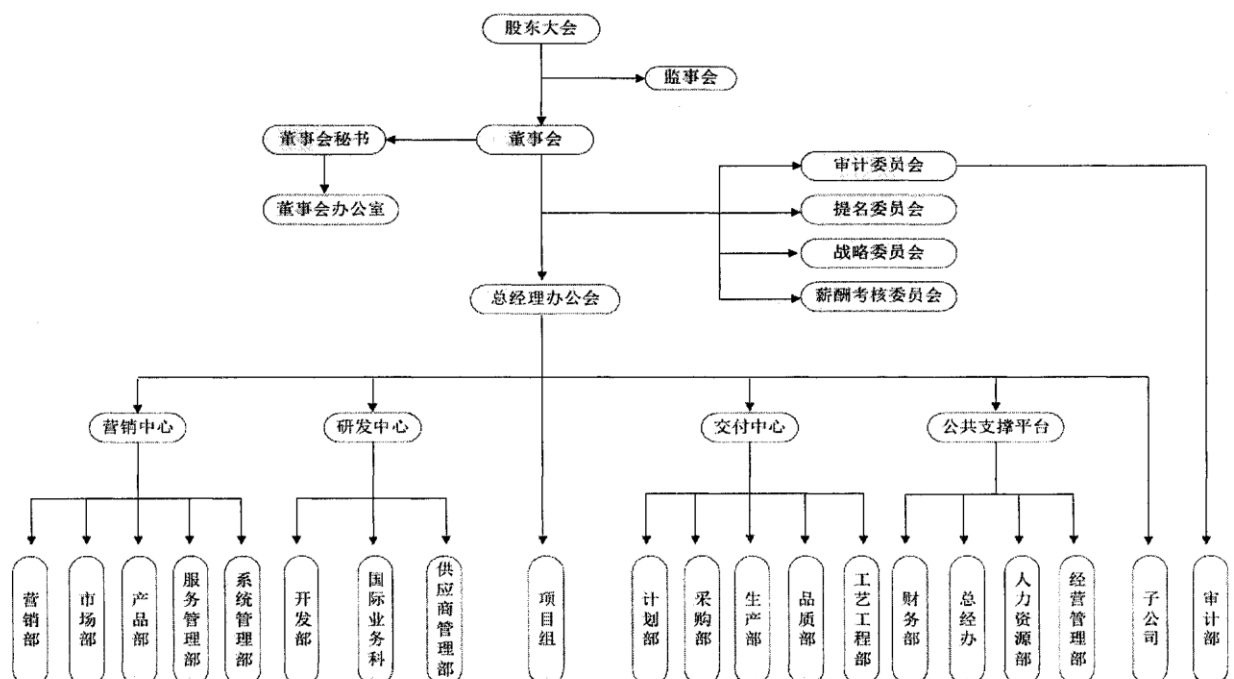 股东大会
监事会
董事会秘书
董事会
董事会办公室
审计委员会
提名委员会
战略委员会
薪酬考核委员会
总经理办公会
营销中心
研发中心
交付中心
公共支撑平台
营销部
市场部
产品部
服务管理部
系统管理部
开发部
国际业务科
供应商管理部
项目组
计划部
采购部
生产部
品质部
工艺工程部
财务部
总经办
人力资源部
经营管理部
子公司
审计部